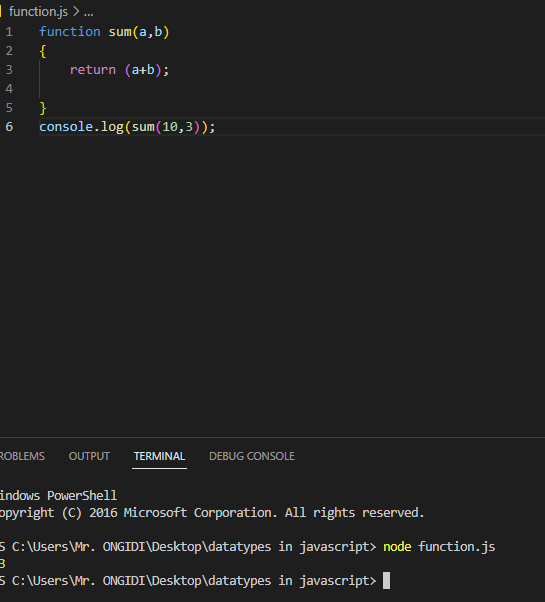 function.js > ...
1 function sum(a,b)
2 {
3 return (a+b);
4
5 }
6 console.log(sum(10,3));
ROBLEMS OUTPUT TERMINAL DEBUG CONSOLE
indows PowerShell
opyright (C) 2016 Microsoft Corporation. All rights reserved.
S C:\Users\Mr. ONGIDI\Desktop\datatypes in javascript> node function.js
3
S C:\Users\Mr. ONGIDI\Desktop\datatypes in javascript>